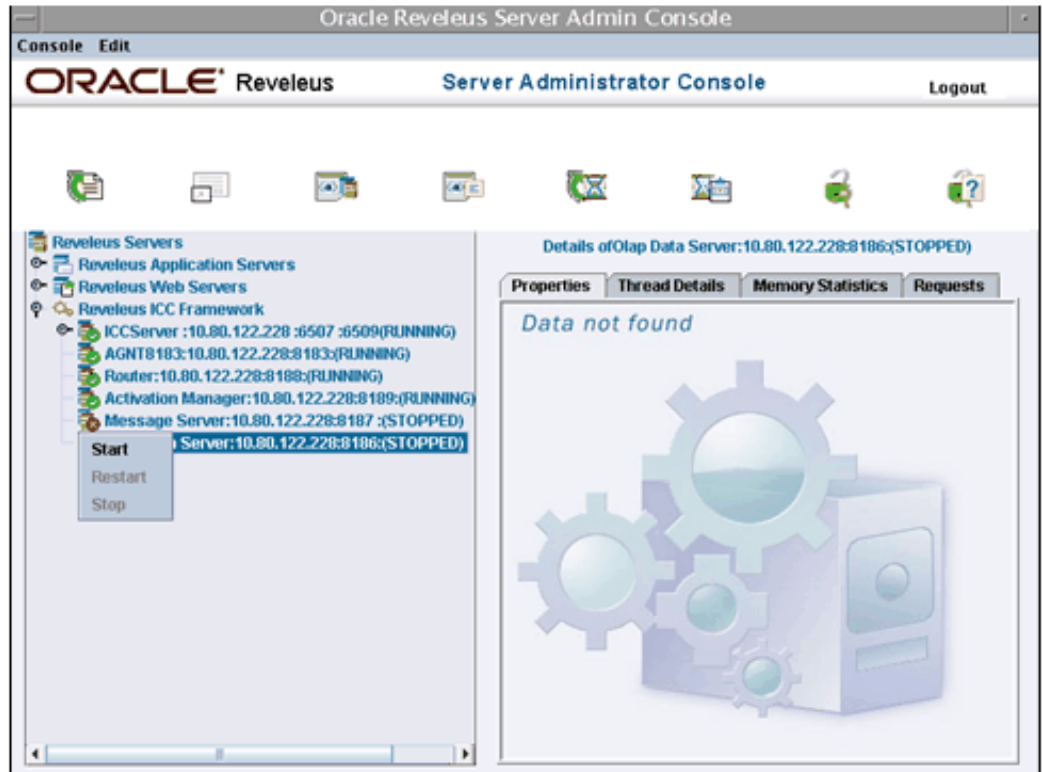 Oracle Reveleus Server Admin Console
Console Edit
ORACLE Reveleus Server Administrator Console Logout
Reveleus Servers
Reveleus Application Servers
Reveleus Web Servers
Reveleus ICC Framework
ICCServer :10.80.122.228 :6507 :6509(RUNNING)
AGNT8183:10.80.122.228:8183:(RUNNING)
Router:10.80.122.228:8188:(RUNNING)
Activation Manager:10.80.122.228:8189:(RUNNING)
Message Server:10.80.122.228:8187 :(STOPPED)
Server:10.80.122.228:8186:(STOPPED)
Start
Restart
Stop
Details ofOlap Data Server:10.80.122.228:8186:(STOPPED)
Properties Thread Details Memory Statistics Requests
Data not found